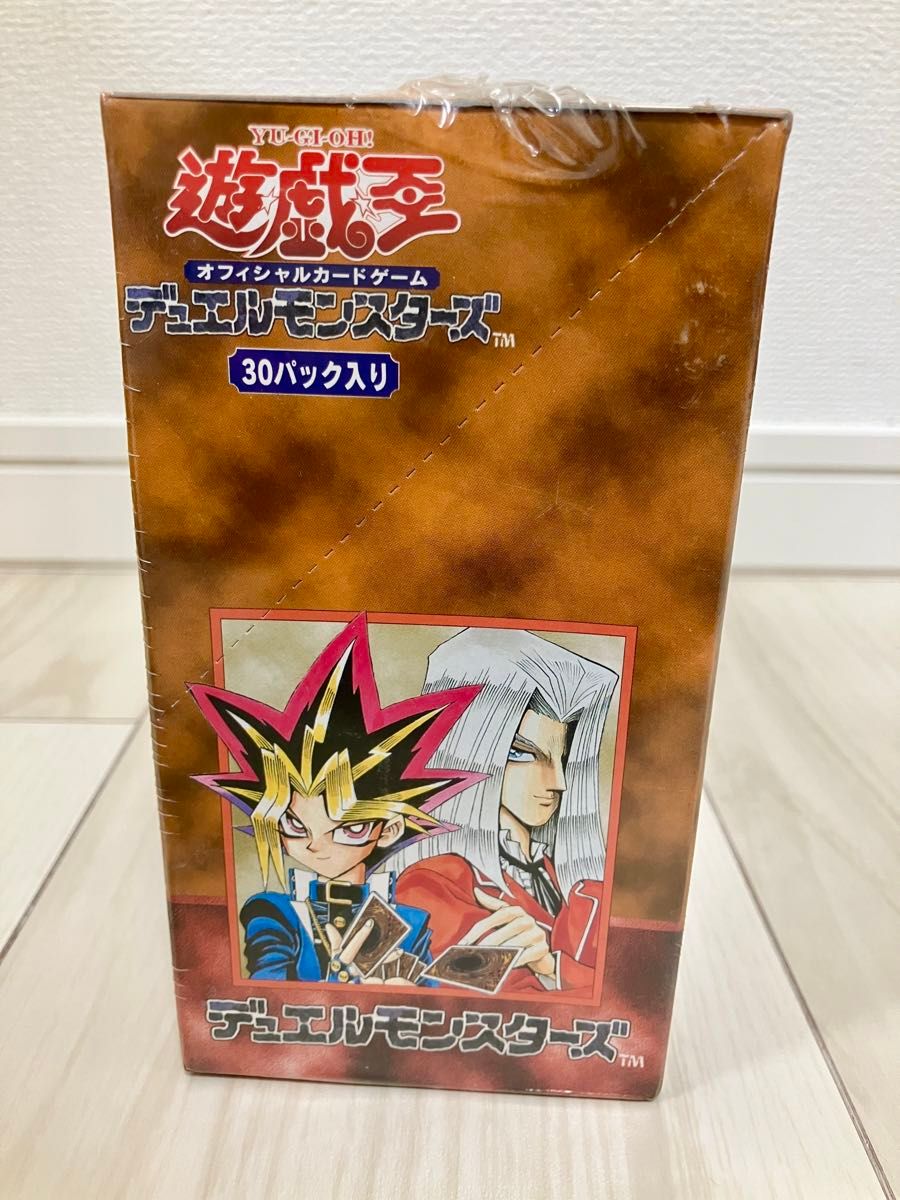 YU-GI-OH!
遊戯王
オフィシャルカードゲーム
デュエルモンスターズ™
30パック入り
デュエルモンスターズ™